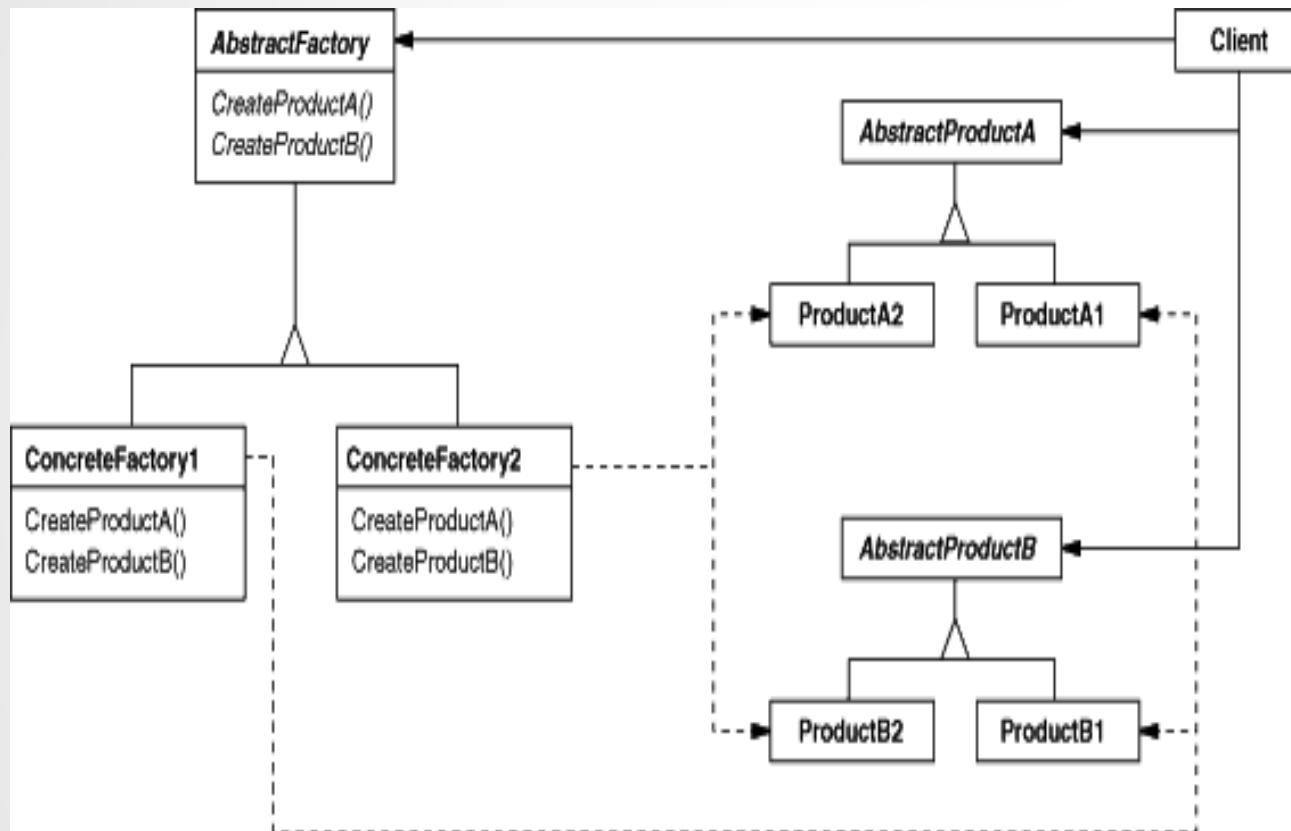 AbstractFactory
CreateProductA()
CreateProductB()
Client
AbstractProductA
ProductA2
ProductA1
ConcreteFactory1
CreateProductA()
CreateProductB()
ConcreteFactory2
CreateProductA()
CreateProductB()
AbstractProductB
ProductB2
ProductB1